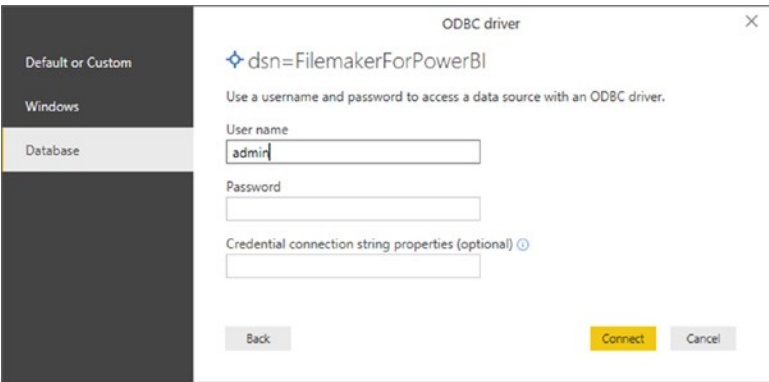 ODBC driver
Default or Custom
Windows
Database
dsn=FilemakerForPowerBI
Use a username and password to access a data source with an ODBC driver.
User name
admin
Password
Credential connection string properties (optional)
Back
Connect
Cancel